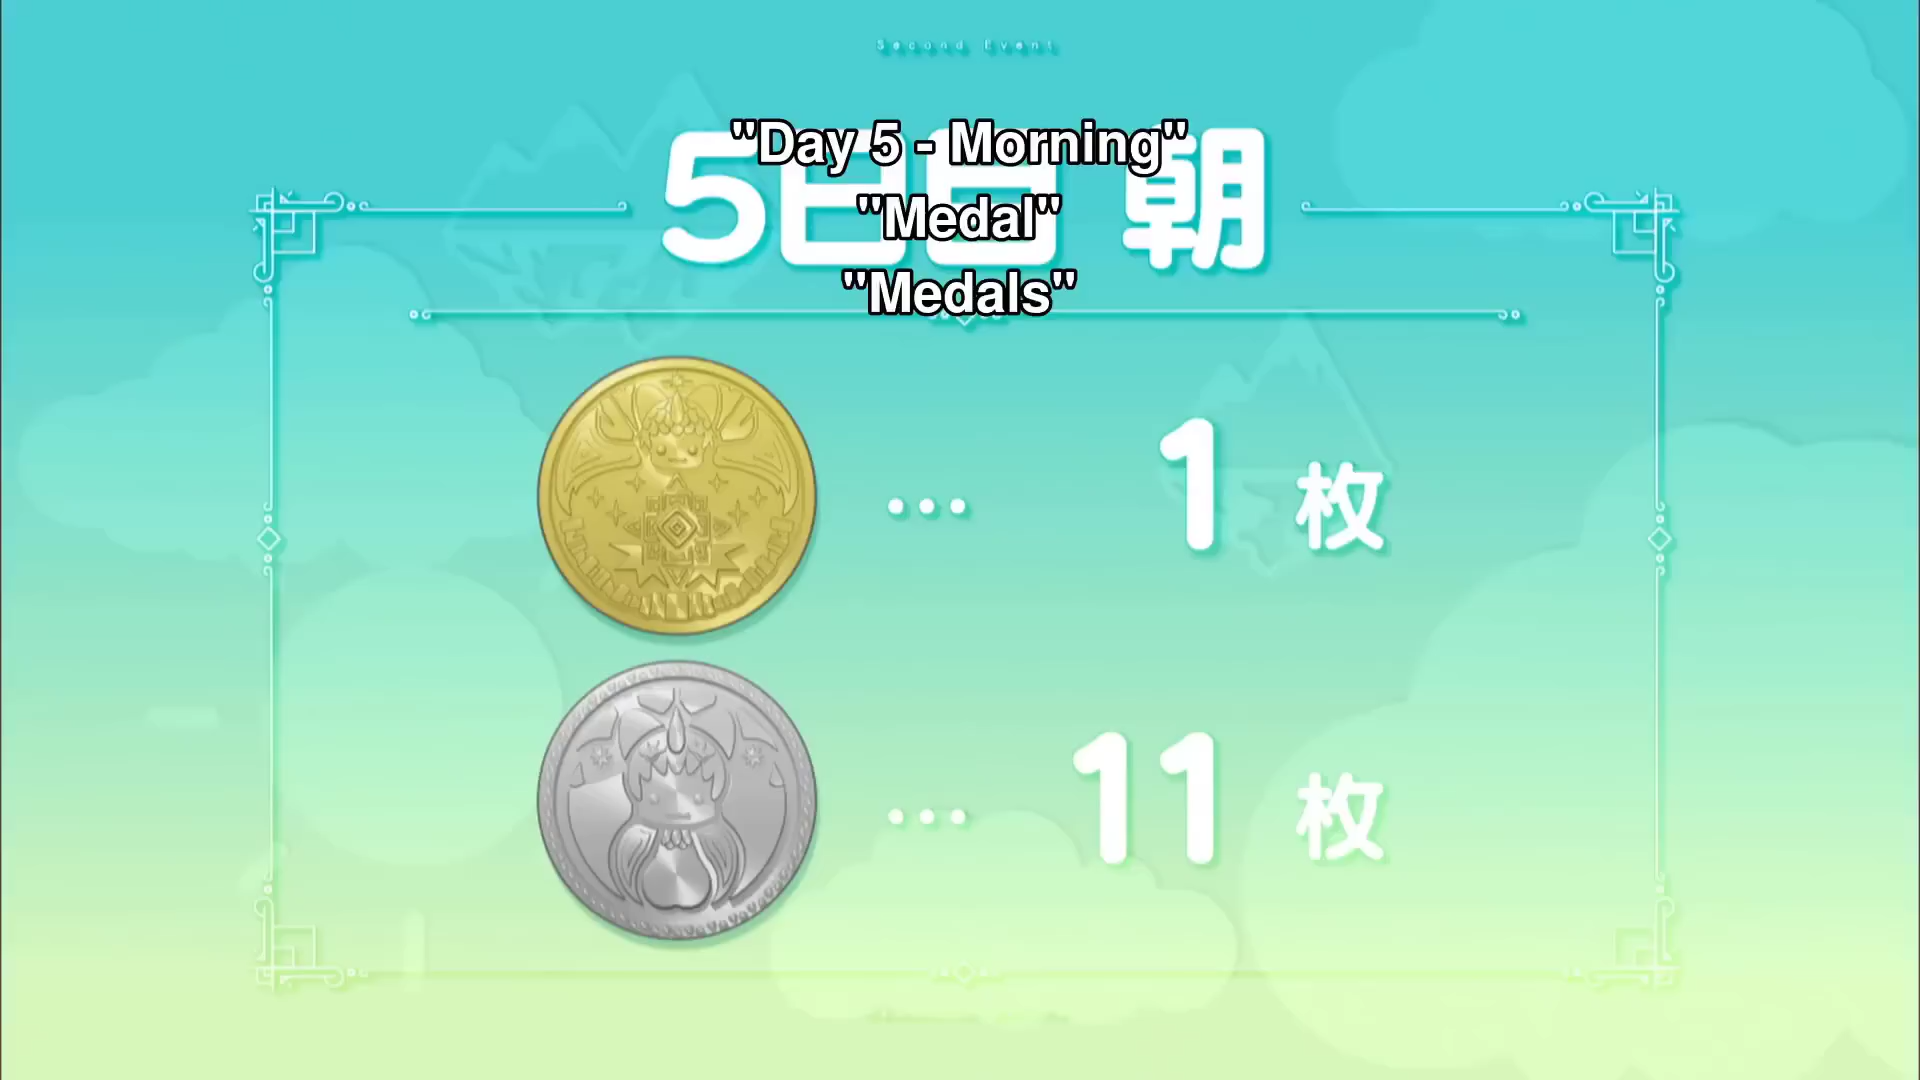 Second Event
"Day 5 - Morning"
5日目 朝
"Medal"
"Medals"
… 1 枚
… 11 枚